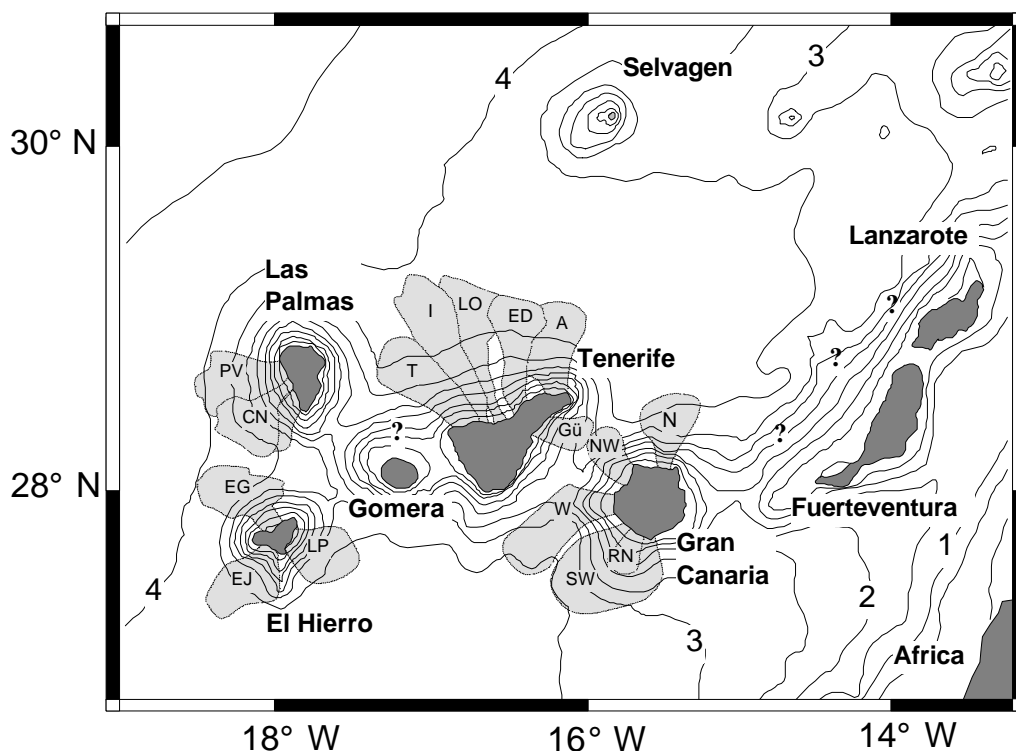 Selvagen
3
4
30° N
Lanzarote
Las
Palmas
?
I
LO
ED
A
Tenerife
?
PV
T
CN
N
?
Gü
?
NW
28° N
EG
Gomera
W
Fuerteventura
LP
RN
Gran
1
EJ
SW
Canaria
4
2
El Hierro
3
Africa
18° W
16° W
14° W